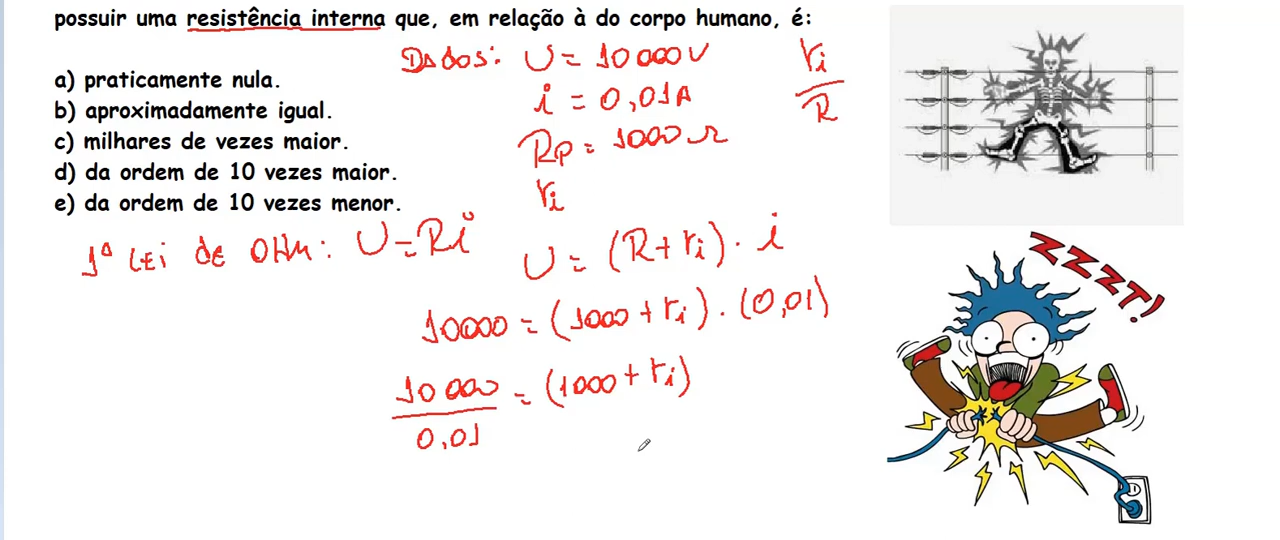 possuir uma resistência interna que, em relação à do corpo humano, é:
DADOS: U = 10000V
ri/R
a) praticamente nula.
i = 0,01A
b) aproximadamente igual.
c) milhares de vezes maior.
Rp = 1000 Ω
d) da ordem de 10 vezes maior.
ri
e) da ordem de 10 vezes menor.
1ª LEI DE OHM: U = Ri
U = (R + ri) . i
10000 = (1000 + ri) . (0,01)
10000/0,01 = (1000 + ri)
ZZZT!